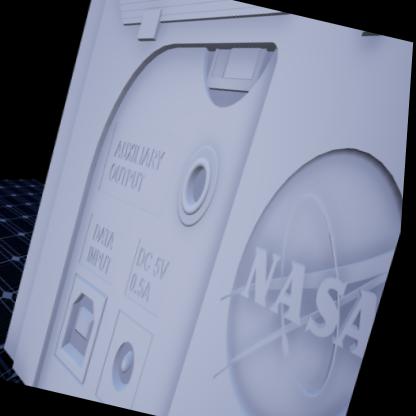 AUXILIARY
OUTPUT
DATA
INPUT
DC 5V
0.5A
NASA